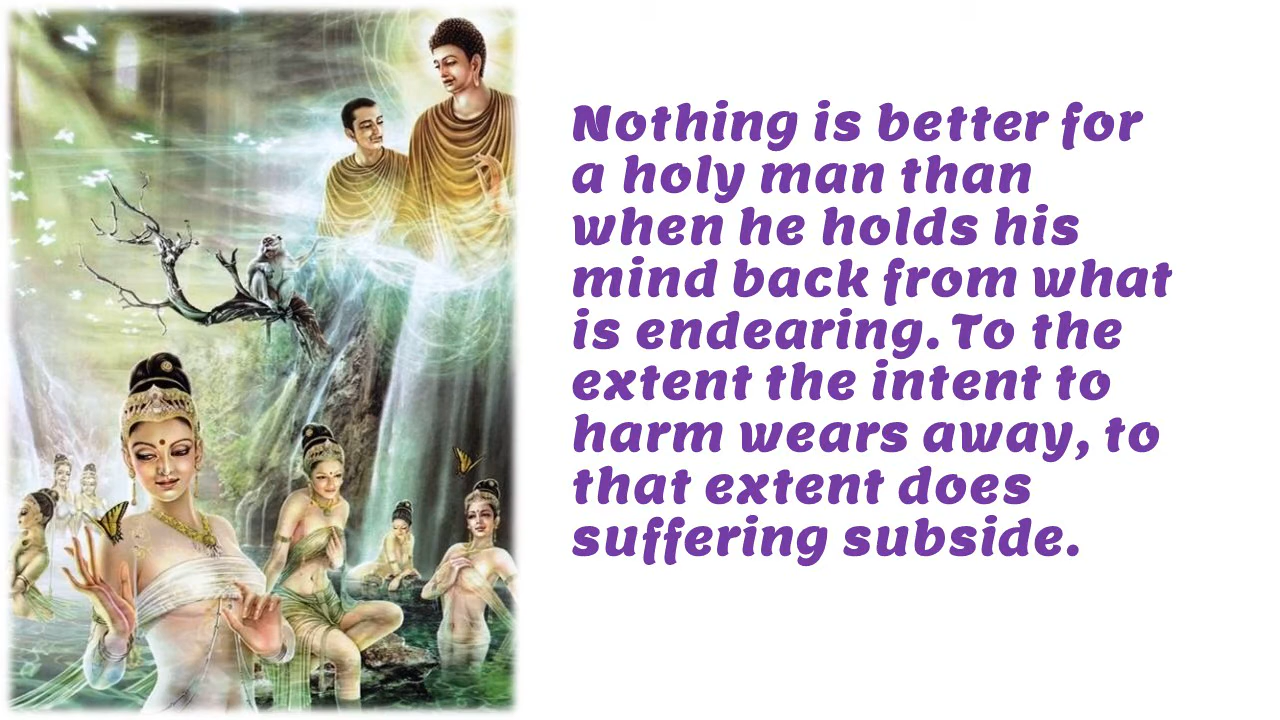 Nothing is better for
a holy man than
when he holds his
mind back from what
is endearing. To the
extent the intent to
harm wears away, to
that extent does
suffering subside.